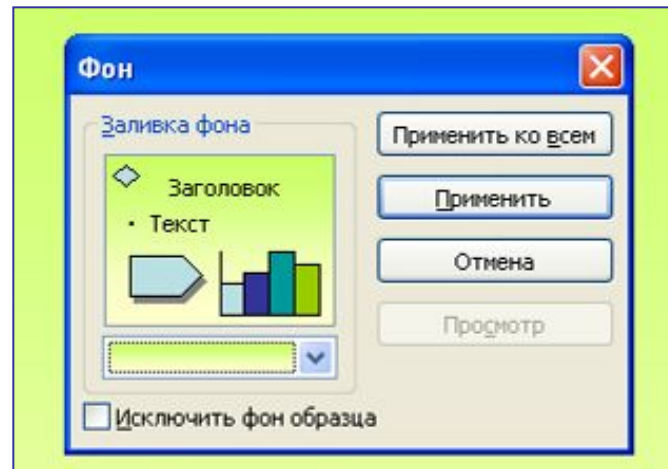 Фон
Заливка фона
Заголовок
• Текст
Применить ко всем
Применить
Отмена
Просмотр
Исключить фон образца